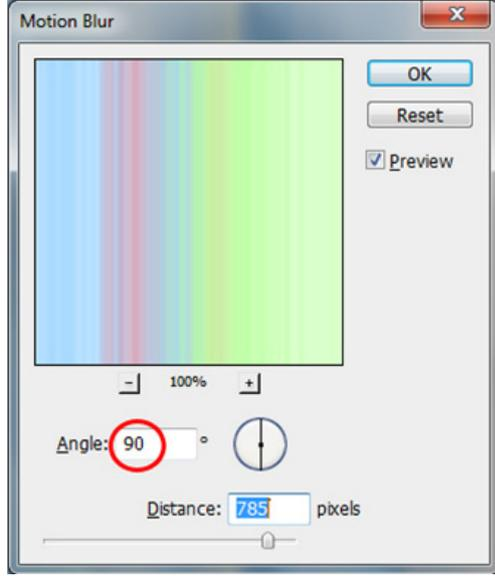 Motion Blur
OK
Reset
Preview
100%
Angle: 90 °
Distance: 785 pixels